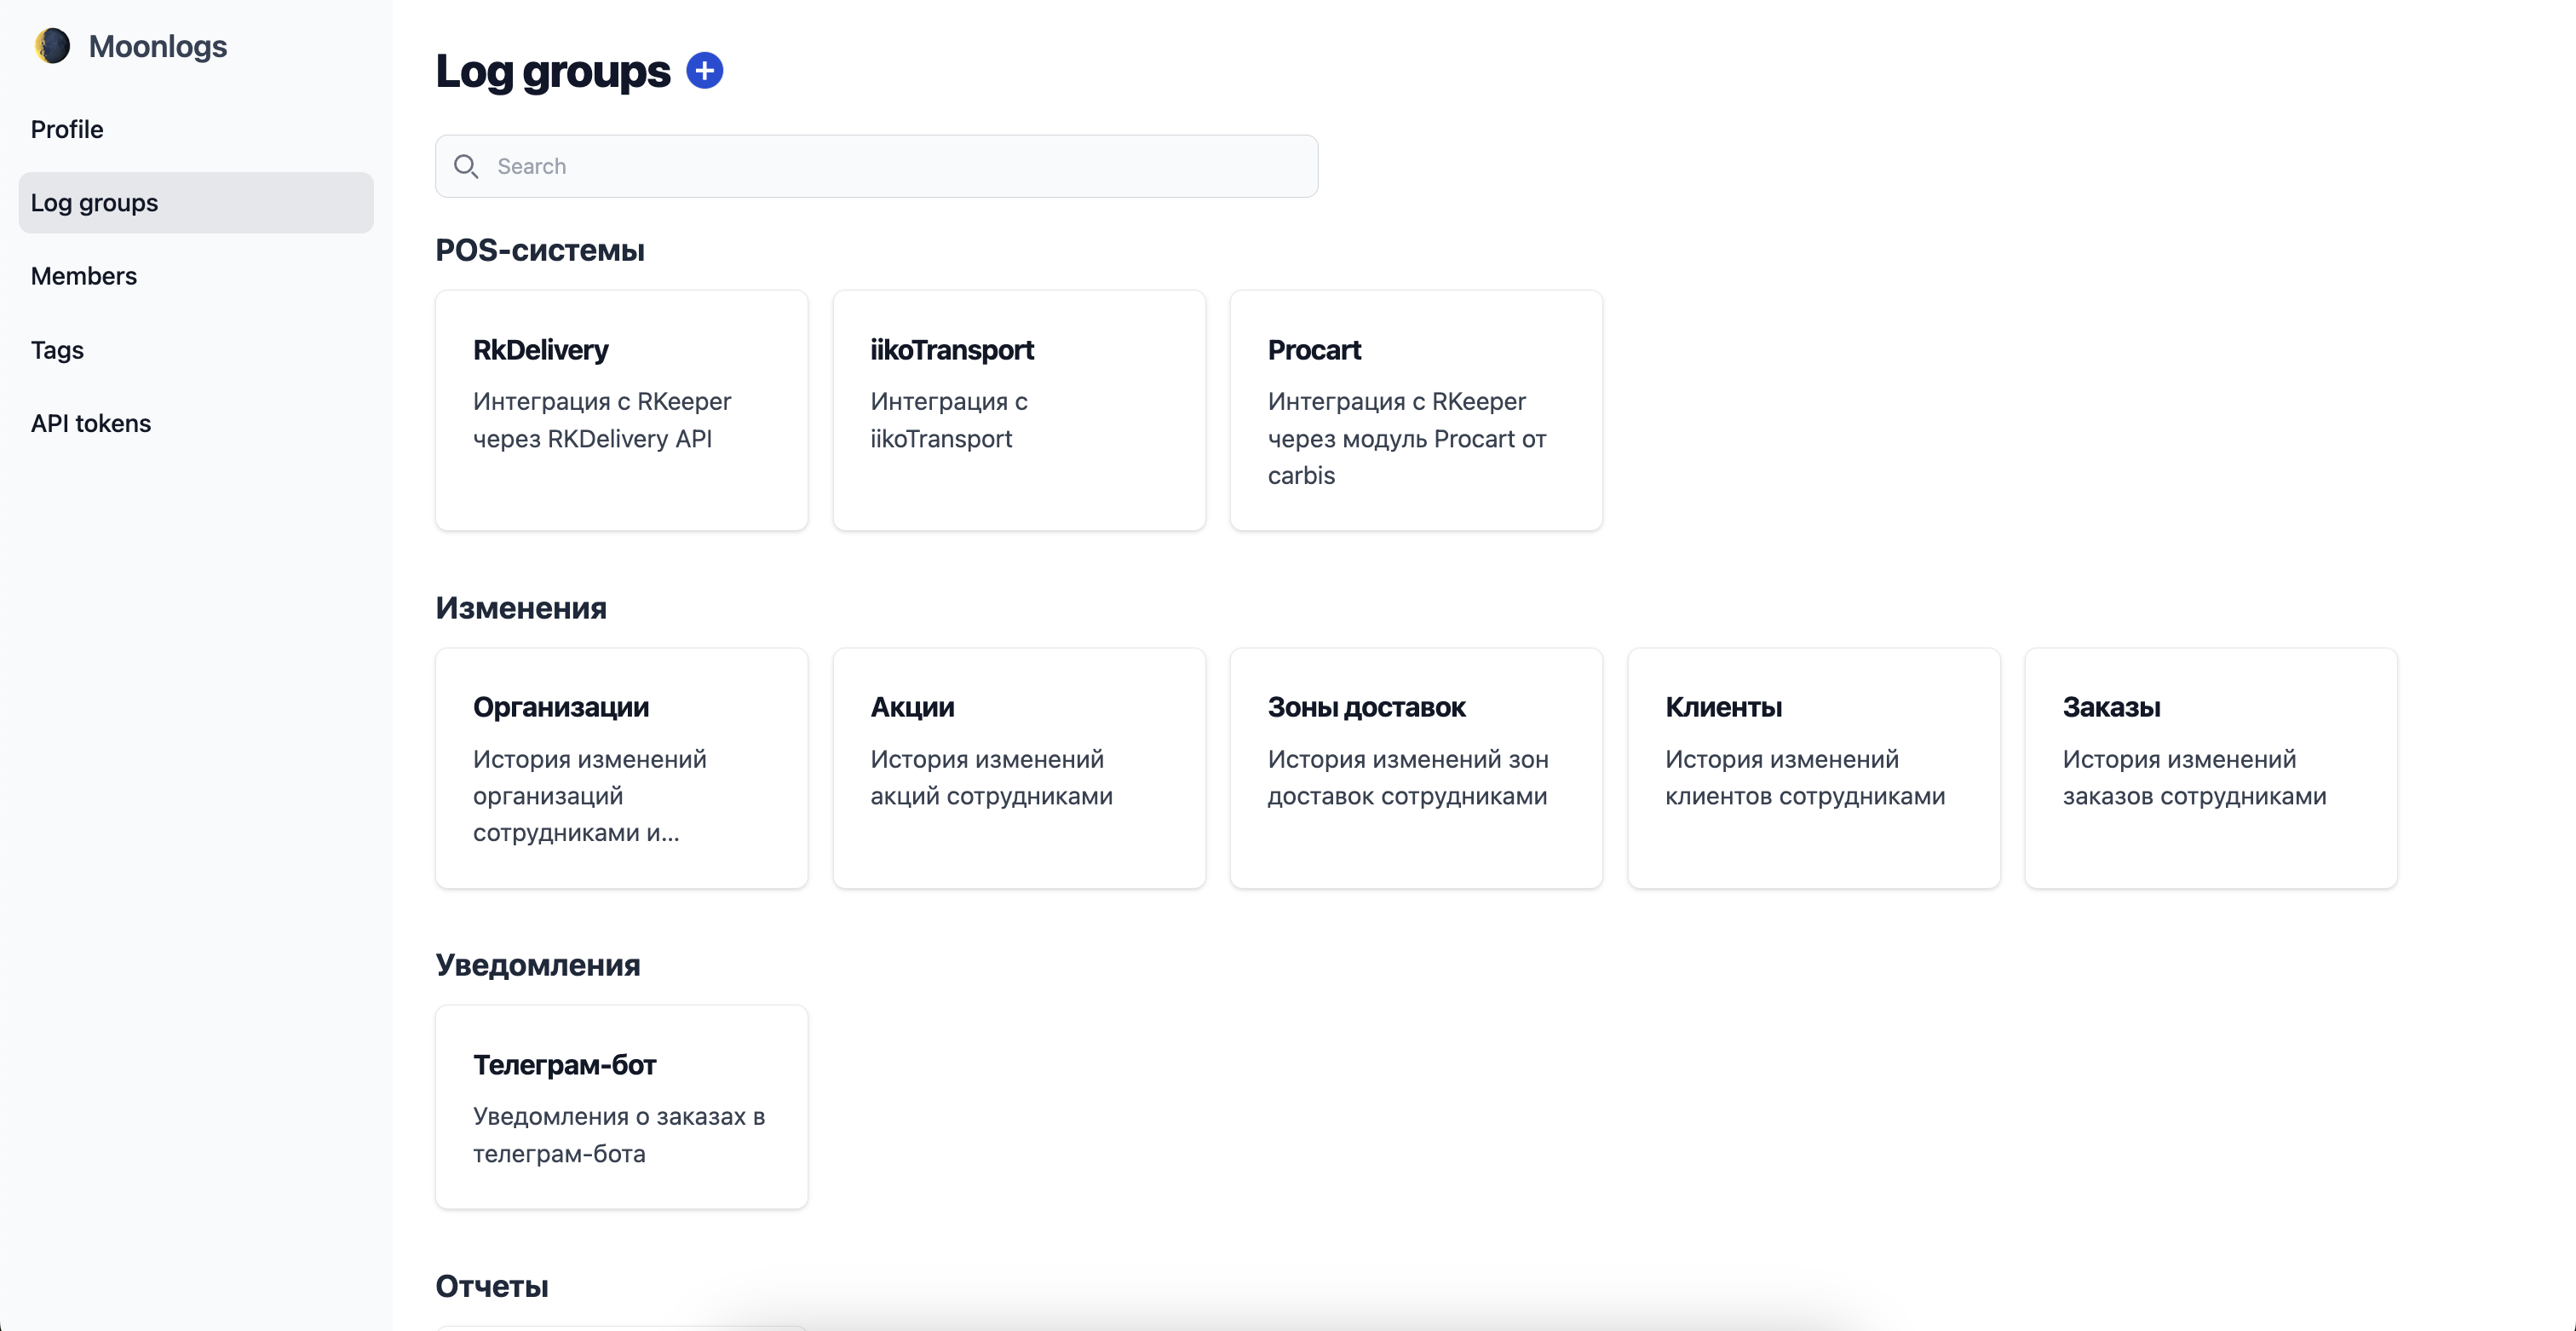 Moonlogs
Profile
Log groups
Members
Tags
API tokens
Log groups
Search
POS-системы
RkDelivery
Интеграция с RKeeper
через RKDelivery API
iikoTransport
Интеграция с
iikoTransport
Procart
Интеграция с RKeeper
через модуль Procart от
carbis
Изменения
Организации
История изменений
организаций
сотрудниками и...
Акции
История изменений
акций сотрудниками
Зоны доставок
История изменений зон
доставок сотрудниками
Клиенты
История изменений
клиентов сотрудниками
Заказы
История изменений
заказов сотрудниками
Уведомления
Телеграм-бот
Уведомления о заказах в
телеграм-бота
Отчеты